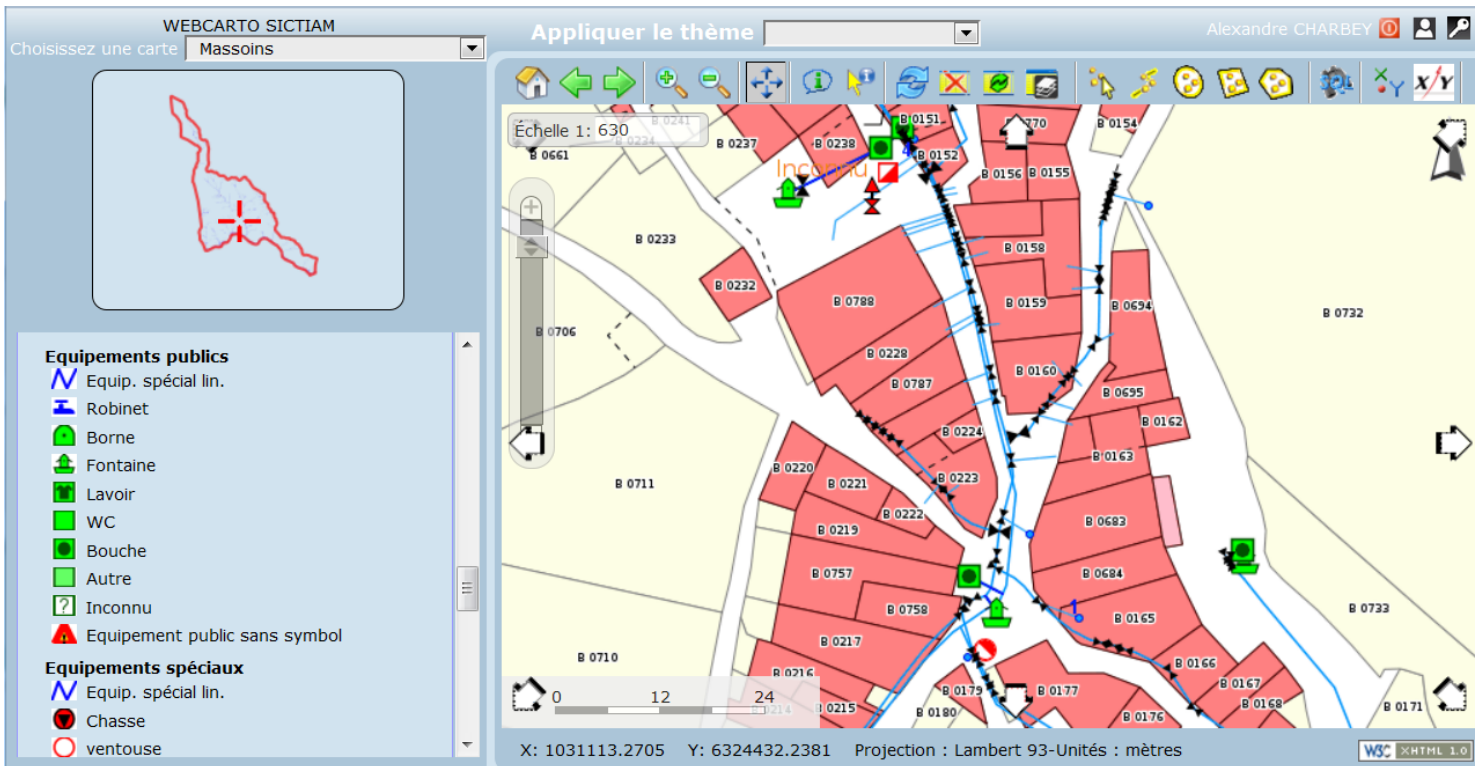 WEBCARTO SICTIAM
Choisissez une carte Massoins
Appliquer le thème
Alexandre CHARBEY
Échelle 1: 630
Equipements publics
Equip. spécial lin.
Robinet
Borne
Fontaine
Lavoir
WC
Bouche
Autre
Inconnu
Equipement public sans symbol
Equipements spéciaux
Equip. spécial lin.
Chasse
ventouse
X/Y
B 0241
B 0234
B 0661
B 0237
B 0238
B 0151
B 0152
770
B 0154
B 0156
B 0155
Inconnu
B 0233
B 0158
B 0232
B 0788
B 0159
B 0694
B 0732
B 0706
B 0228
B 0160
B 0787
B 0695
B 0162
B 0224
B 0163
B 0220
B 0223
B 0711
B 0221
B 0222
B 0219
B 0683
B 0757
B 0684
B 0758
1
B 0165
B 0733
B 0217
B 0710
B 0216
B 0166
B 0167
B 0179
B 0177
B 0168
B 0214
B 0215
B 0180
B 0176
B 0171
0 12 24
X: 1031113.2705 Y: 6324432.2381 Projection : Lambert 93-Unités : mètres
W3C XHTML 1.0